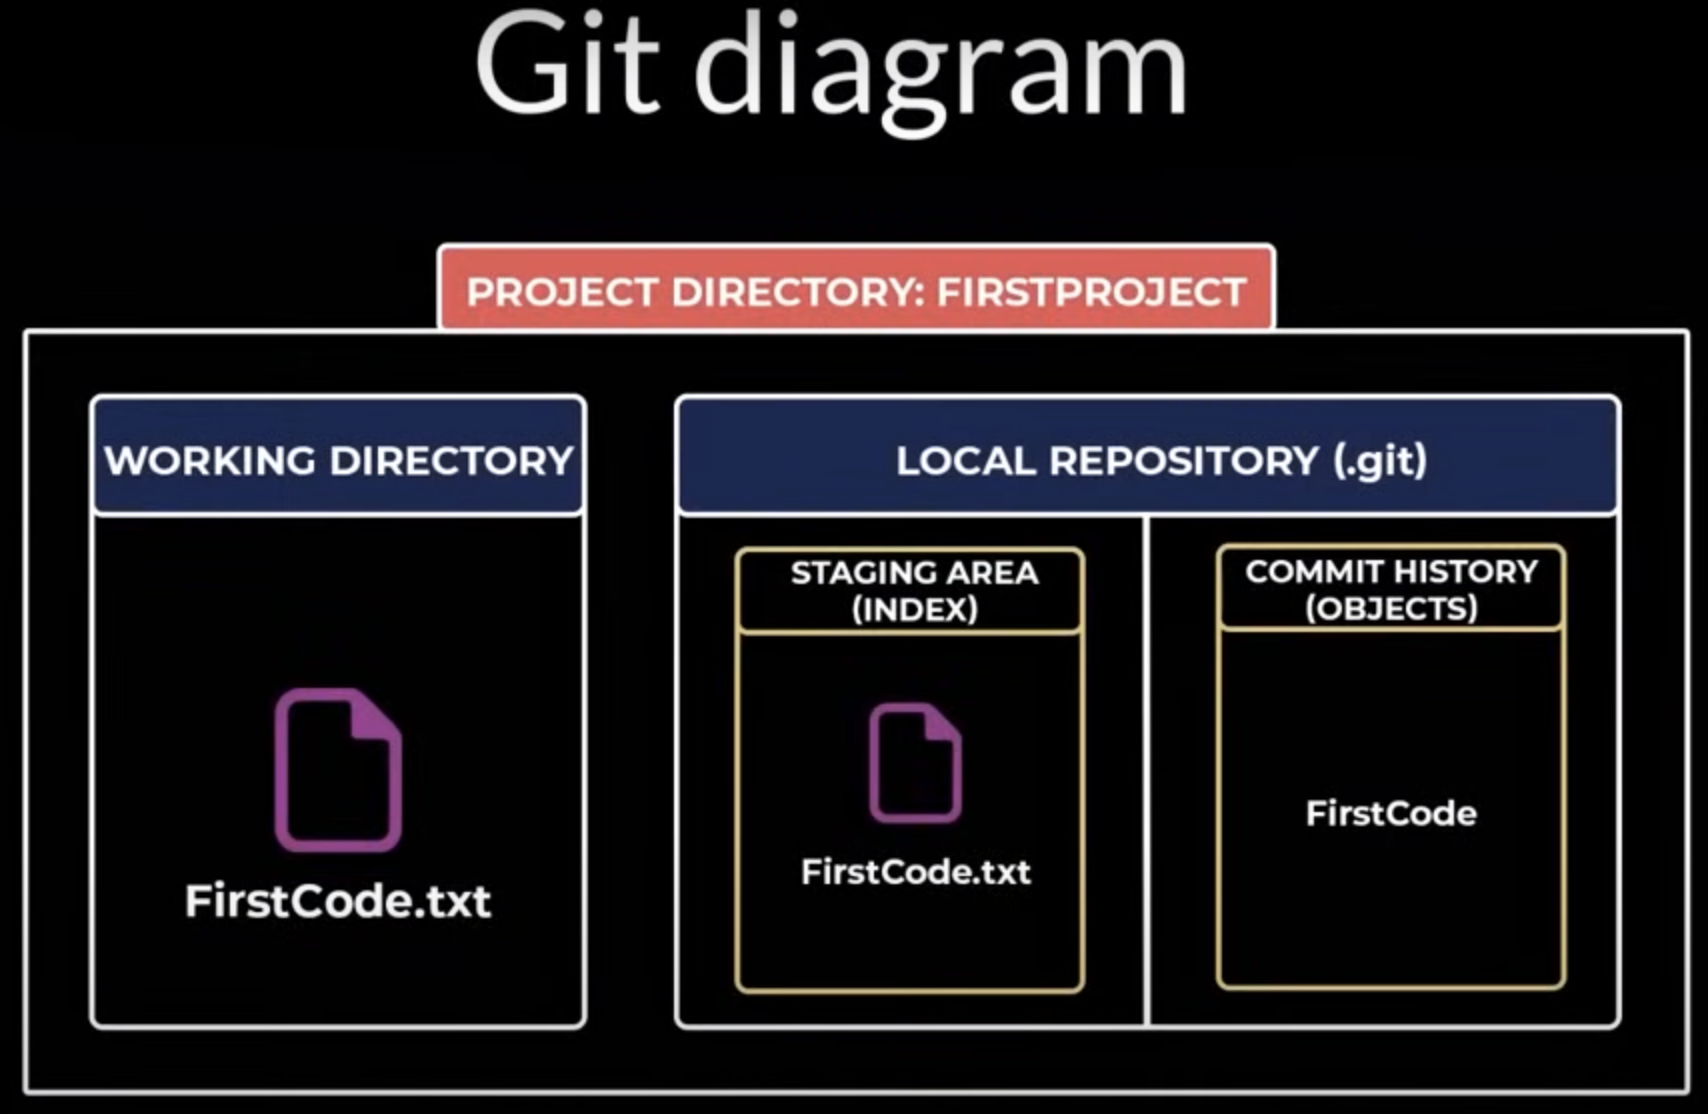 Git diagram
PROJECT DIRECTORY: FIRSTPROJECT
WORKING DIRECTORY
FirstCode.txt
LOCAL REPOSITORY (.git)
STAGING AREA
(INDEX)
FirstCode.txt
COMMIT HISTORY
(OBJECTS)
FirstCode